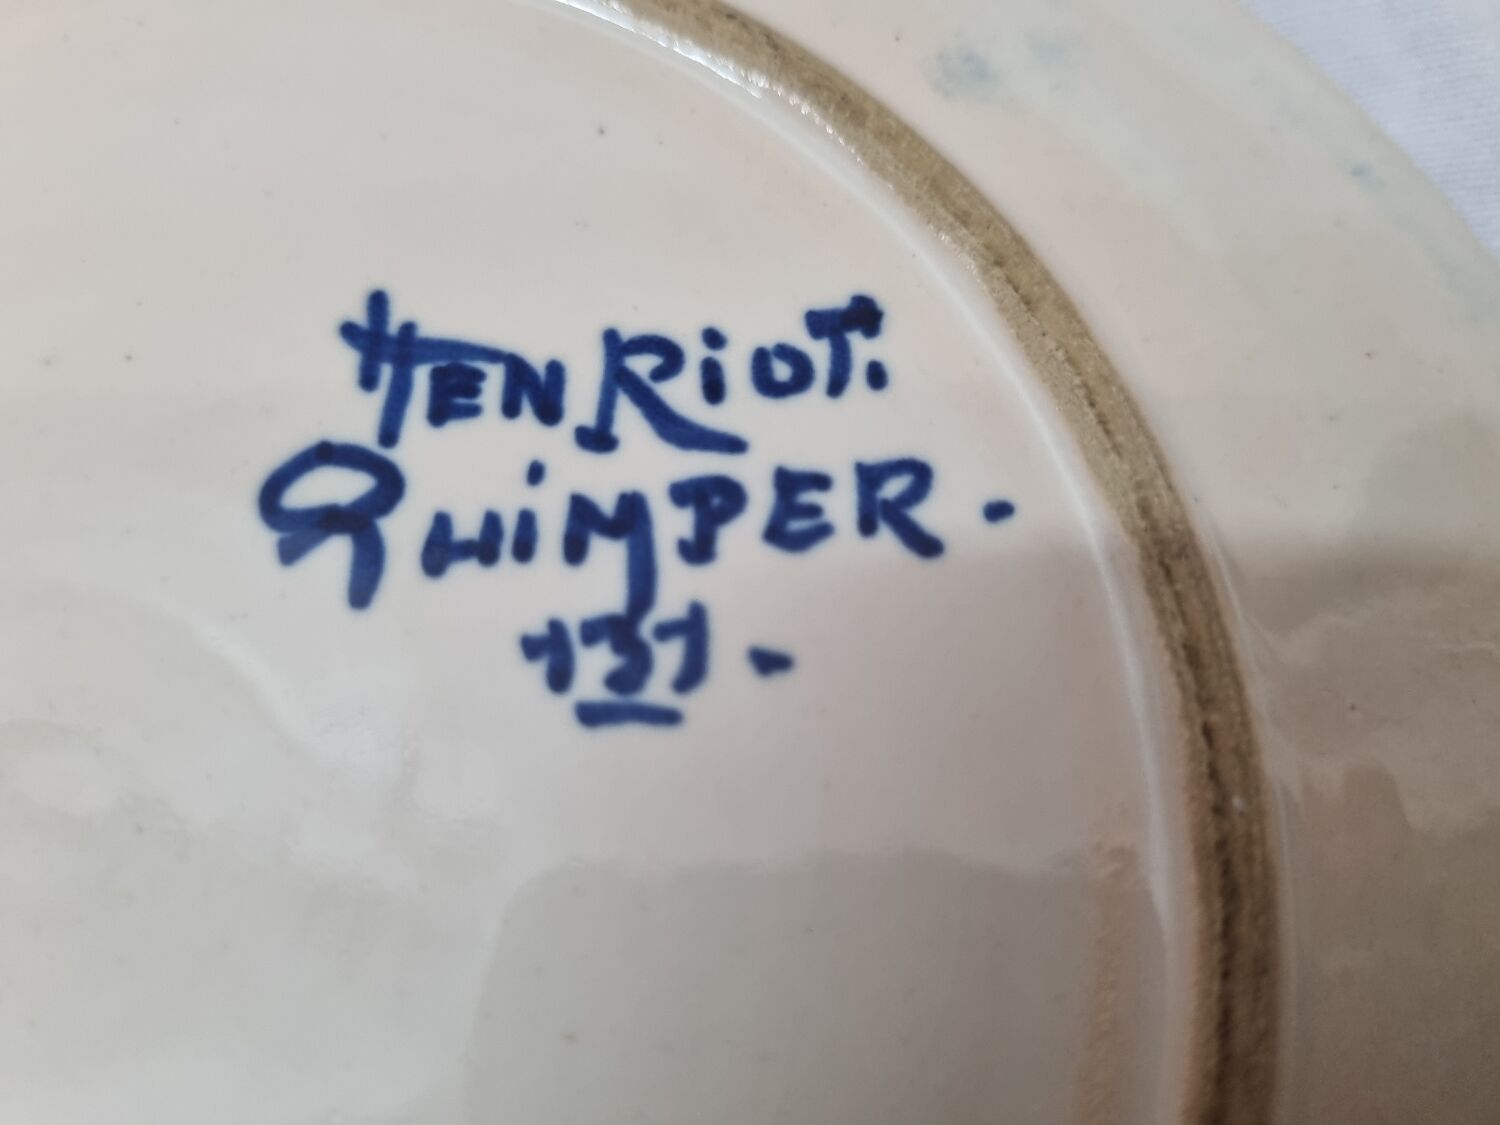 HENRiOT.
QUiMPER.
131.